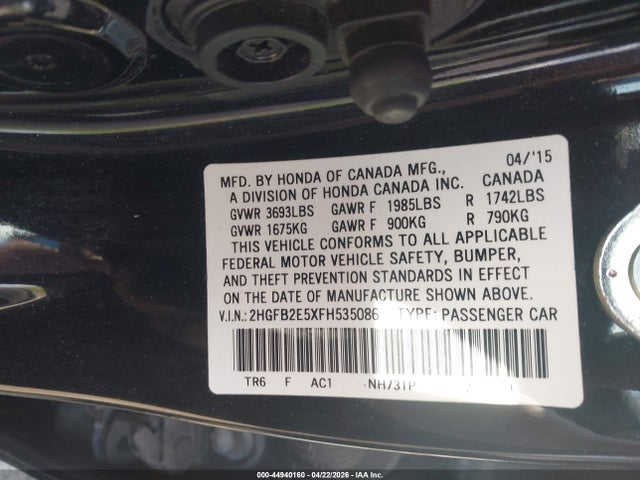 MFD. BY HONDA OF CANADA MFG., 04/'15
A DIVISION OF HONDA CANADA INC. CANADA
GVWR 3693LBS GAWR F 1985LBS R 1742LBS
GVWR 1675KG GAWR F 900KG R 790KG
THIS VEHICLE CONFORMS TO ALL APPLICABLE
FEDERAL MOTOR VEHICLE SAFETY, BUMPER,
AND THEFT PREVENTION STANDARDS IN EFFECT
ON THE DATE OF MANUFACTURE SHOWN ABOVE.
V.I.N.: 2HGFB2E5XFH535086 TYPE: PASSENGER CAR
TR6 F AC1 -NH731P
000-44940160 04/22/2026 IAA Inc.